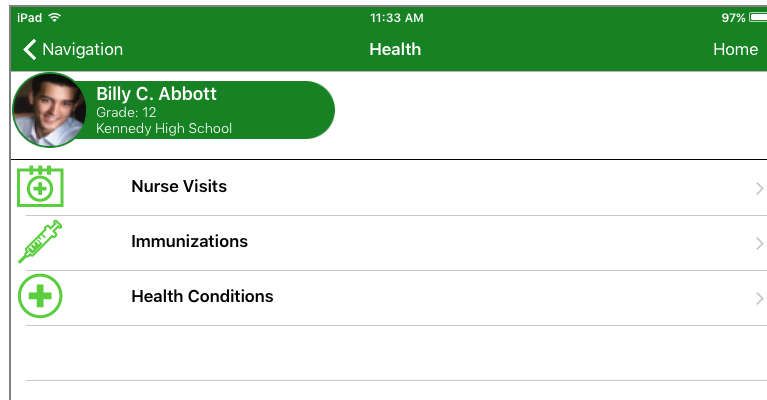 iPad 11:33 AM 97%
Navigation Health Home
Billy C. Abbott
Grade: 12
Kennedy High School
Nurse Visits
Immunizations
Health Conditions